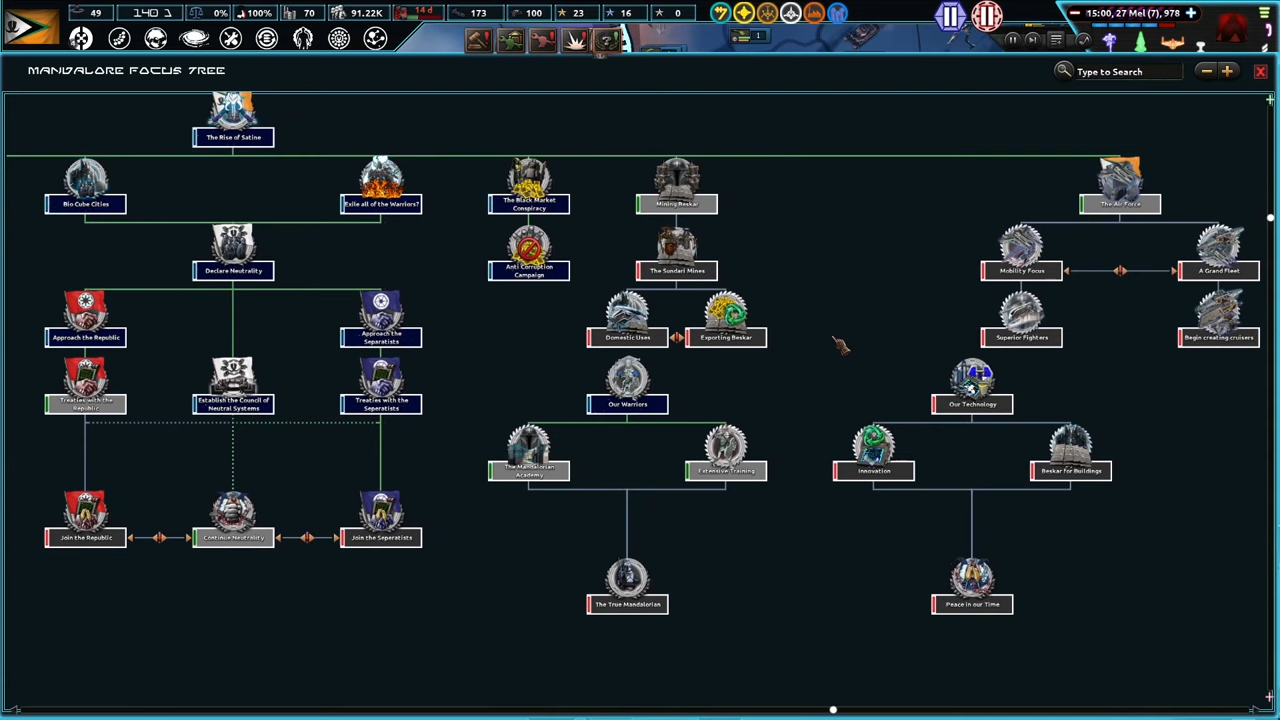 49
140
0%
100%
70
91.22K
14 d
173
100
23
16
0
1
15:00, 27 Mel (7), 978
MANDALORE FOCUS TREE
Type to Search
The Rise of Satine
Bio Cube Cities
Exile all of the Warriors?
The Black Market
Conspiracy
Mining Beskar
The Air Force
Declare Neutrality
Anti Corruption
Campaign
The Sundari Mines
Mobility Focus
A Grand Fleet
Approach the Republic
Approach the
Separatists
Domestic Uses
Exporting Beskar
Superior Fighters
Begin creating cruisers
Treaties with the
Republic
Establish the Council of
Neutral Systems
Treaties with the
Seperatists
Our Warriors
Our Technology
The Mandalorian
Academy
Extensive Training
Innovation
Beskar for Buildings
Join the Republic
Continue Neutrality
Join the Seperatists
The True Mandalorian
Peace in our Time